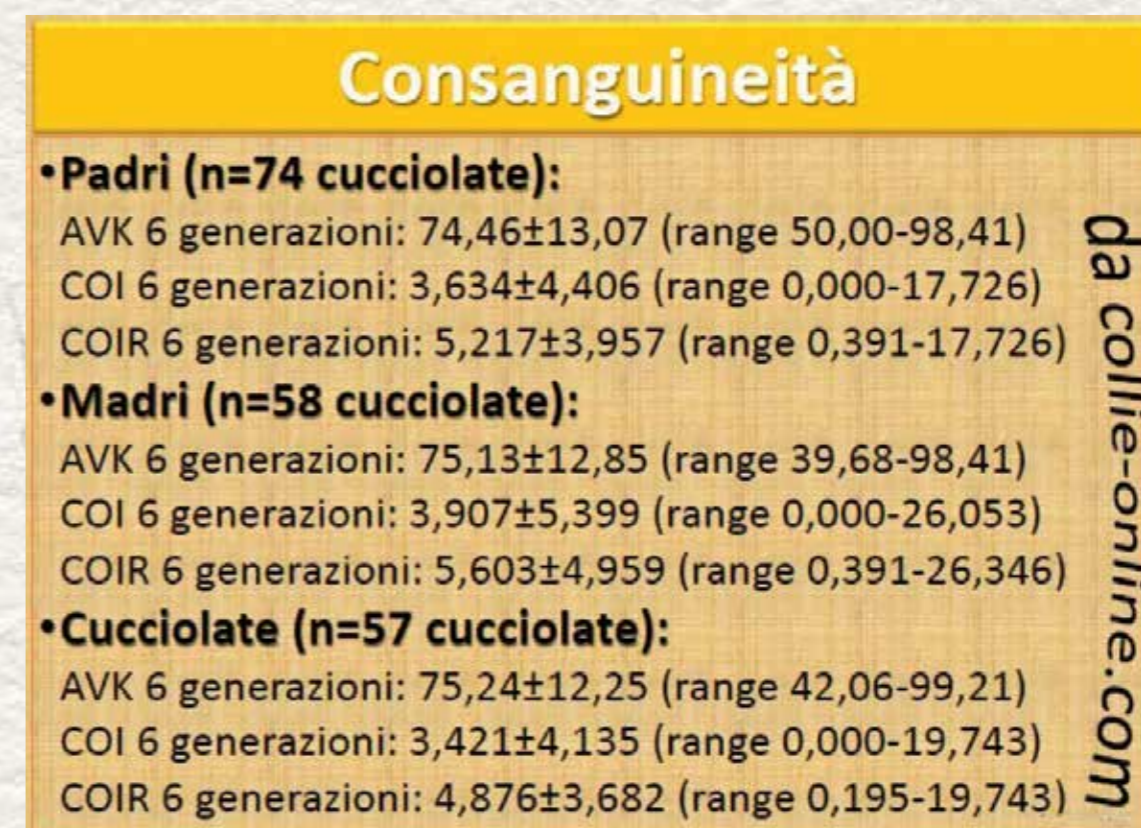 Consanguineità
•Padri (n=74 cucciolate):
AVK 6 generazioni: 74,46±13,07 (range 50,00-98,41)
COI 6 generazioni: 3,634±4,406 (range 0,000-17,726)
COIR 6 generazioni: 5,217±3,957 (range 0,391-17,726)
•Madri (n=58 cucciolate):
AVK 6 generazioni: 75,13±12,85 (range 39,68-98,41)
COI 6 generazioni: 3,907±5,399 (range 0,000-26,053)
COIR 6 generazioni: 5,603±4,959 (range 0,391-26,346)
•Cucciolate (n=57 cucciolate):
AVK 6 generazioni: 75,24±12,25 (range 42,06-99,21)
COI 6 generazioni: 3,421±4,135 (range 0,000-19,743)
COIR 6 generazioni: 4,876±3,682 (range 0,195-19,743)
da collie-online.com